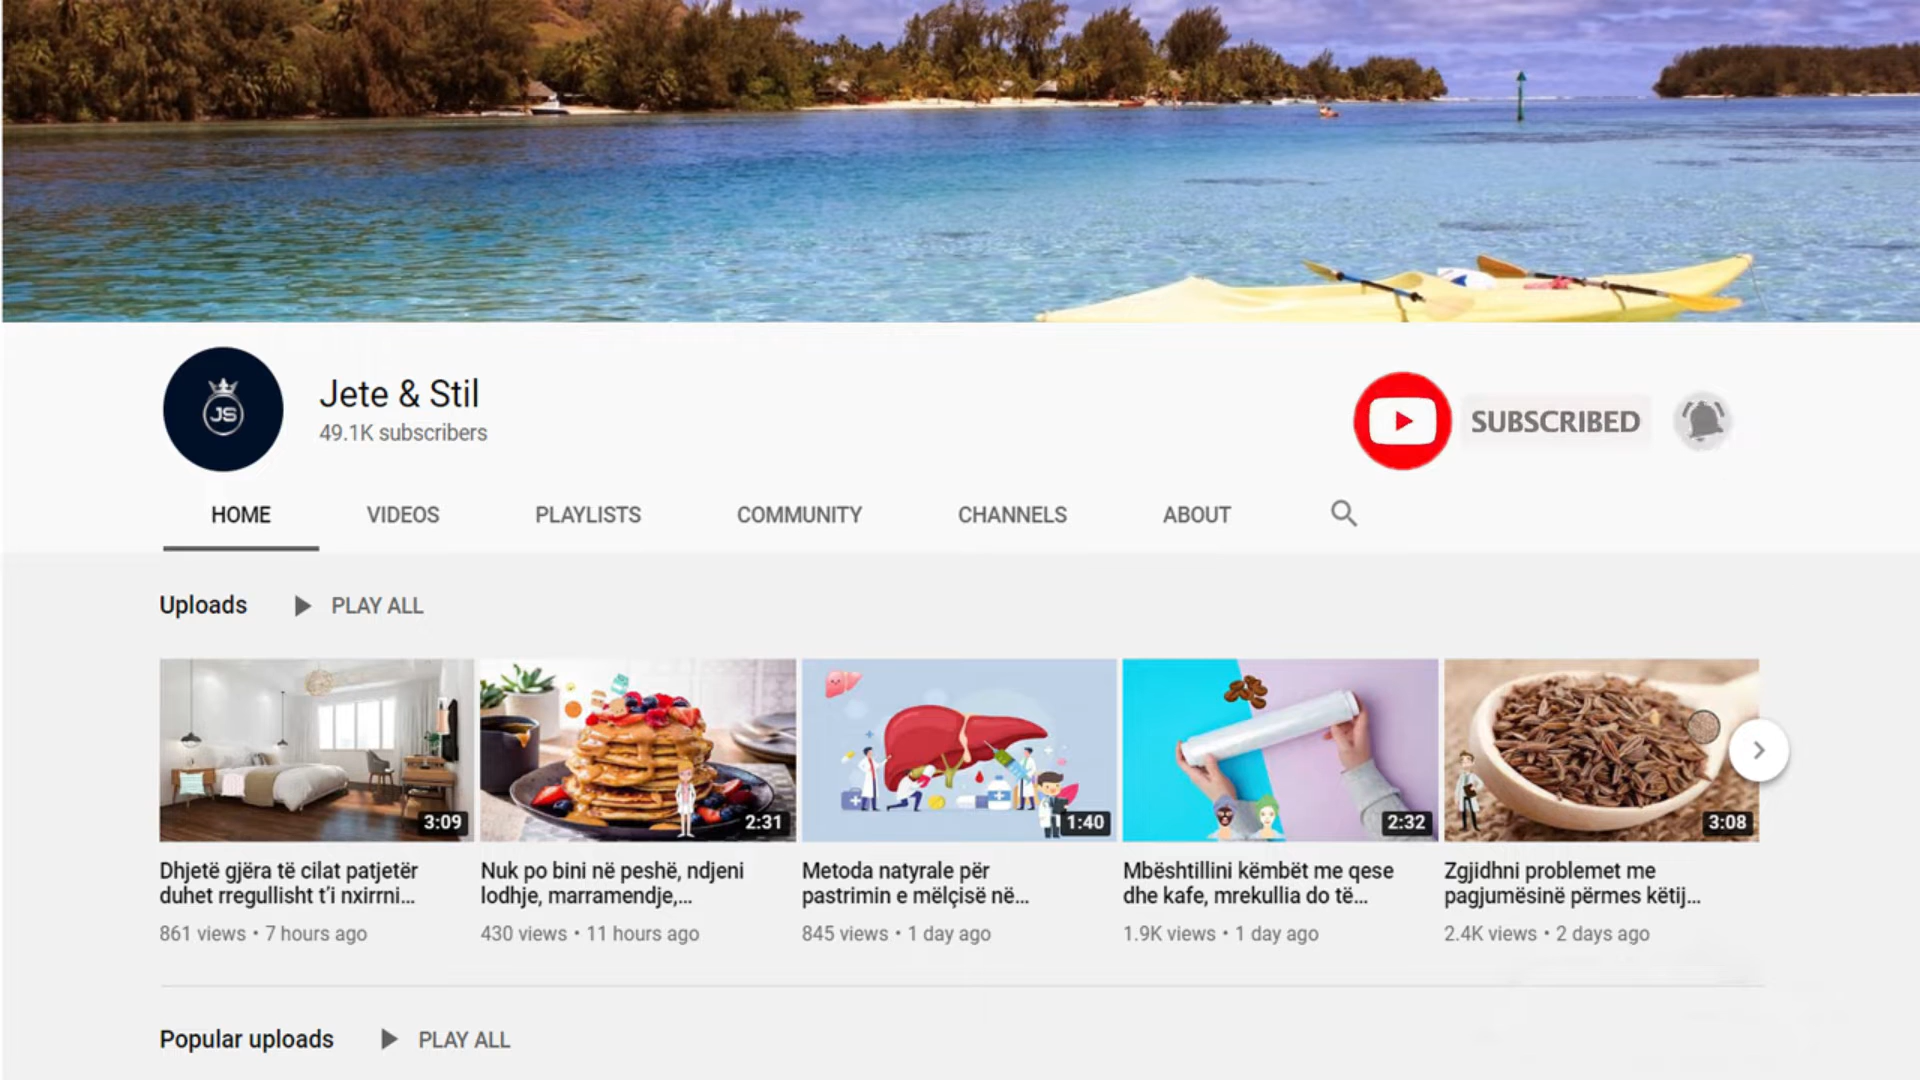 JS
Jete & Stil
49.1K subscribers
SUBSCRIBED
HOME
VIDEOS
PLAYLISTS
COMMUNITY
CHANNELS
ABOUT
Uploads
PLAY ALL
3:09
2:31
1:40
2:32
3:08
Dhjetë gjëra të cilat patjetër
duhet rregullisht t'i nxirrni...
861 views • 7 hours ago
Nuk po bini në peshë, ndjeni
lodhje, marramendje,...
430 views • 11 hours ago
Metoda natyrale për
pastrimin e mëlçisë në...
845 views • 1 day ago
Mbështillini këmbët me qese
dhe kafe, mrekullia do të...
1.9K views • 1 day ago
Zgjidhni problemet me
pagjumësinë përmes këtij...
2.4K views • 2 days ago
Popular uploads
PLAY ALL